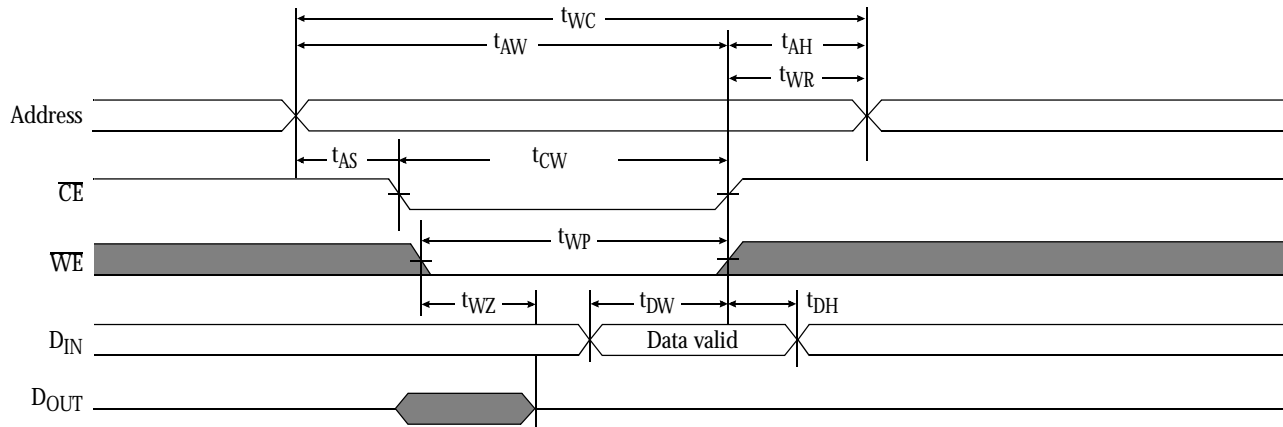 tWC
tAW tAH
tWR
Address
tAS tCW
CE
tWP
WE
tWZ tDW tDH
DIN Data valid
DOUT